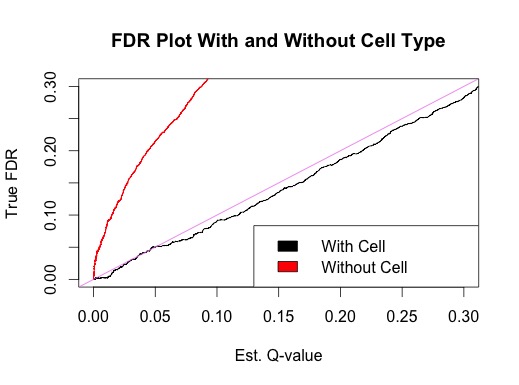 FDR Plot With and Without Cell Type
True FDR
0.30
0.20
0.10
0.00
With Cell
Without Cell
0.00 0.05 0.10 0.15 0.20 0.25 0.30
Est. Q-value